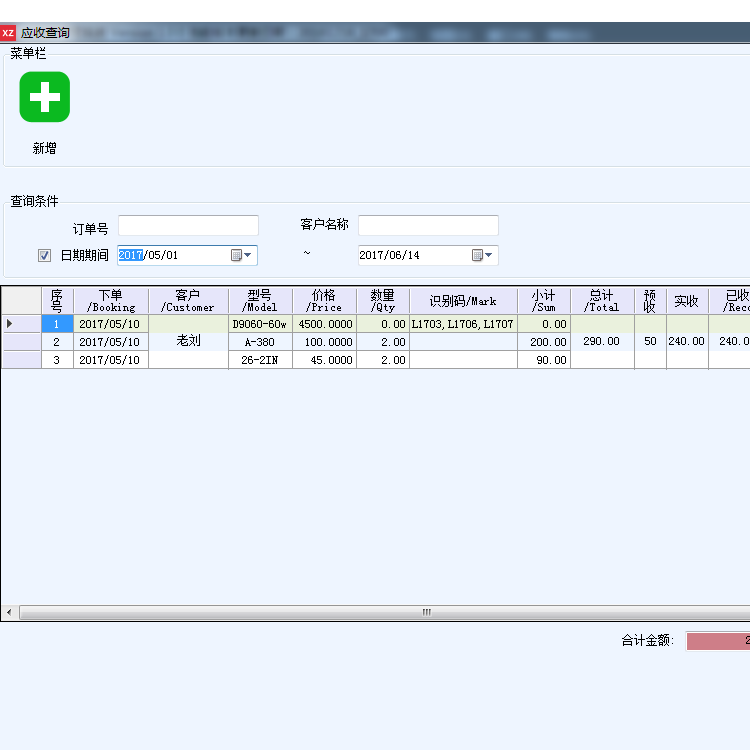 XZ 应收查询
菜单栏
新增
查询条件
订单号 客户名称
日期期间 2017/05/01 ~ 2017/06/14
序号 下单/Booking 客户/Customer 型号/Model 价格/Price 数量/Qty 识别码/Mark 小计/Sum 总计/Total 预收 实收 已收
1 2017/05/10 D9060-60w 4500.0000 0.00 L1703,L1706,L1707 0.00
2 2017/05/10 老刘 A-380 100.0000 2.00 200.00 290.00 50 240.00 240.0
3 2017/05/10 26-2IN 45.0000 2.00 90.00
合计金额: